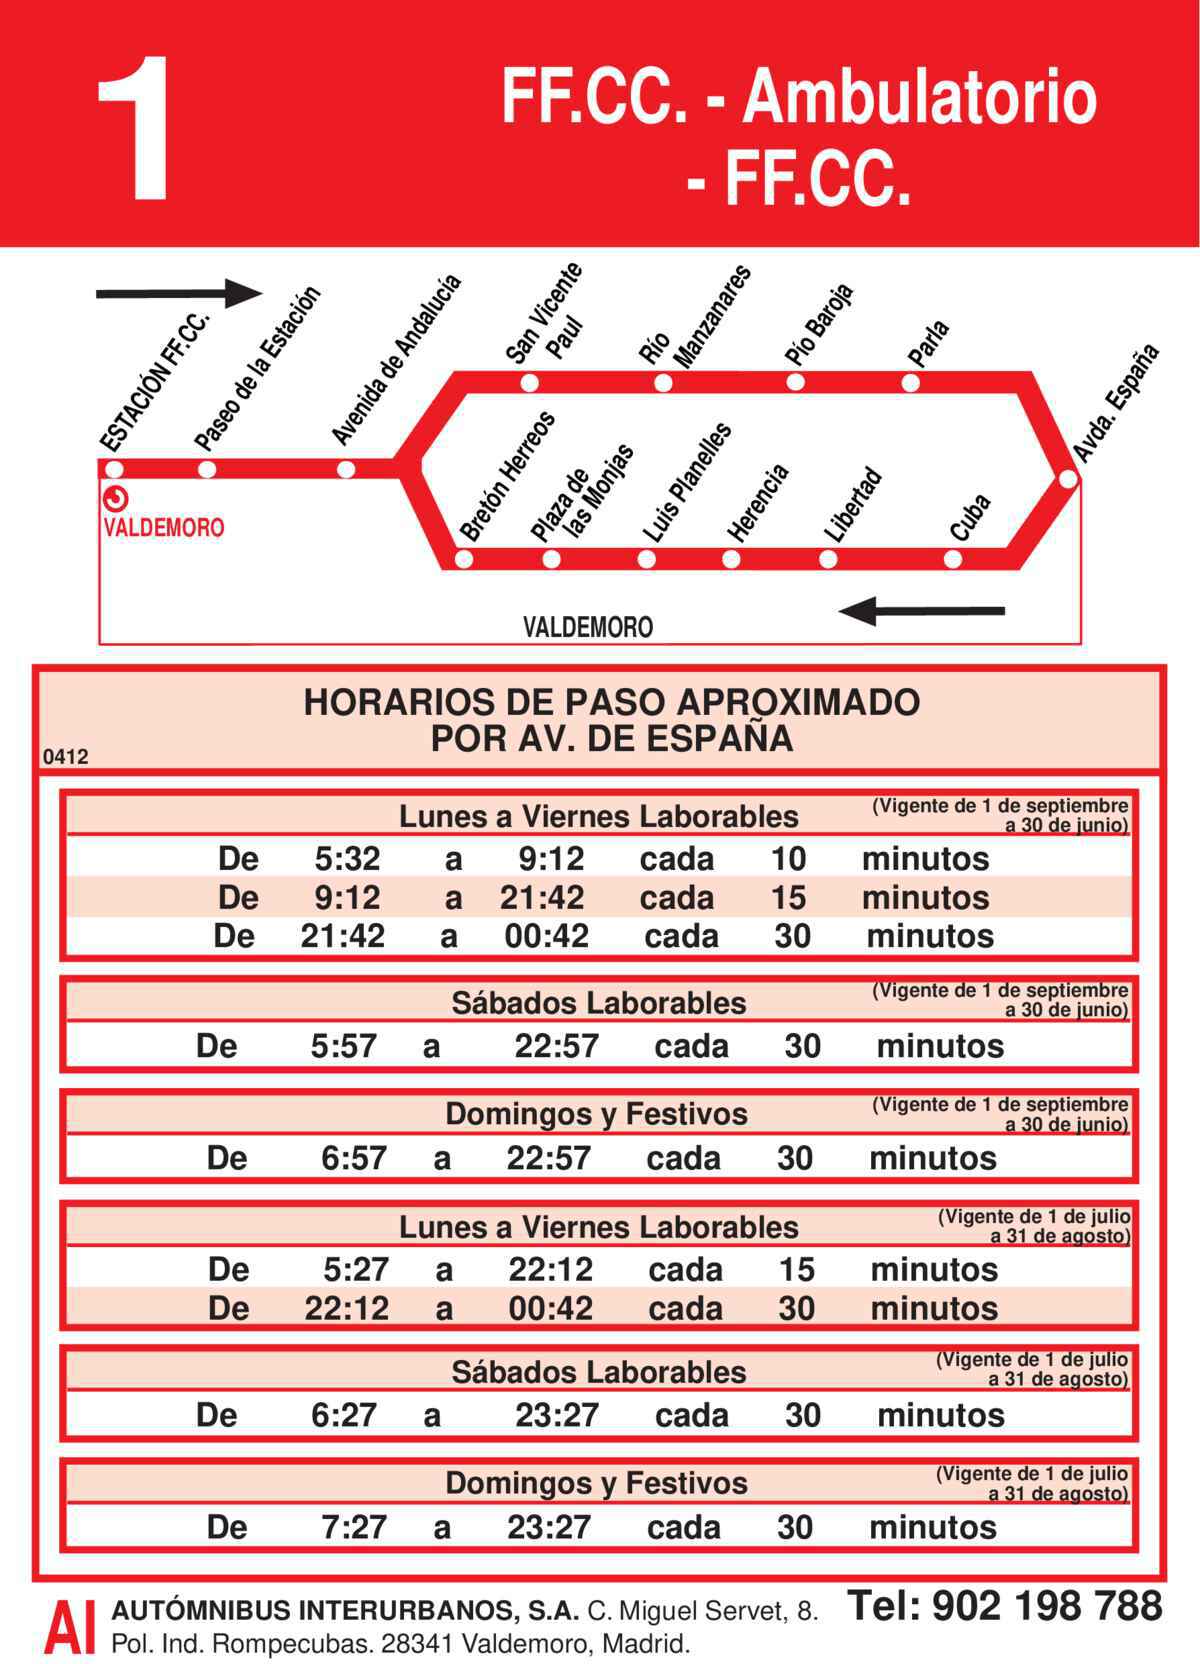 1
FF.CC. - Ambulatorio
- FF.CC.
ESTACIÓN FF.CC.
Paseo de la Estación
Avenida de Andalucía
San Vicente
Paul
Río
Manzanares
Pío Baroja
Parla
Avda. España
Bretón Herreos
Plaza de
las Monjas
Luis Planelles
Herencia
Libertad
Cuba
VALDEMORO
VALDEMORO
HORARIOS DE PASO APROXIMADO
POR AV. DE ESPAÑA
0412
Lunes a Viernes Laborables (Vigente de 1 de septiembre
a 30 de junio)
De 5:32 a 9:12 cada 10 minutos
De 9:12 a 21:42 cada 15 minutos
De 21:42 a 00:42 cada 30 minutos
Sábados Laborables (Vigente de 1 de septiembre
a 30 de junio)
De 5:57 a 22:57 cada 30 minutos
Domingos y Festivos (Vigente de 1 de septiembre
a 30 de junio)
De 6:57 a 22:57 cada 30 minutos
Lunes a Viernes Laborables (Vigente de 1 de julio
a 31 de agosto)
De 5:27 a 22:12 cada 15 minutos
De 22:12 a 00:42 cada 30 minutos
Sábados Laborables (Vigente de 1 de julio
a 31 de agosto)
De 6:27 a 23:27 cada 30 minutos
Domingos y Festivos (Vigente de 1 de julio
a 31 de agosto)
De 7:27 a 23:27 cada 30 minutos
AI AUTÓMNIBUS INTERURBANOS, S.A. C. Miguel Servet, 8. Tel: 902 198 788
Pol. Ind. Rompecubas. 28341 Valdemoro, Madrid.